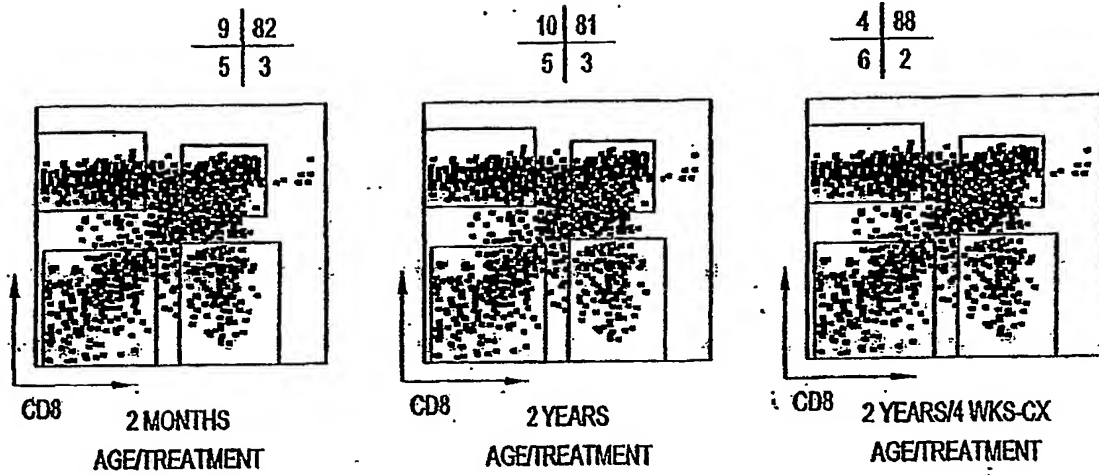 9 82
5 3
10 81
5 3
4 88
6 2
CD8
2 MONTHS
AGE/TREATMENT
CD8
2 YEARS
AGE/TREATMENT
CD8
2 YEARS/4 WKS-CX
AGE/TREATMENT